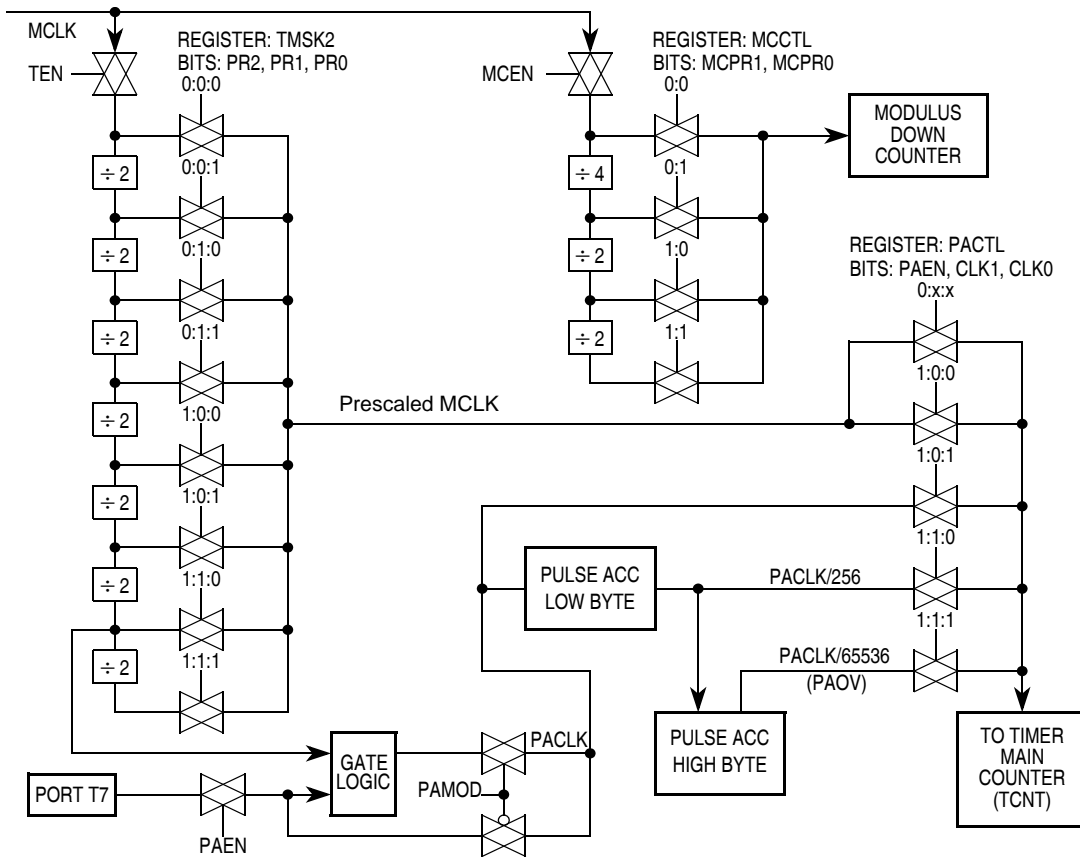 MCLK
TEN
REGISTER: TMSK2
BITS: PR2, PR1, PR0
0:0:0
÷ 2
0:0:1
÷ 2
0:1:0
÷ 2
0:1:1
÷ 2
1:0:0
÷ 2
1:0:1
÷ 2
1:1:0
÷ 2
1:1:1
MCEN
REGISTER: MCCTL
BITS: MCPR1, MCPR0
0:0
÷ 4
0:1
÷ 2
1:0
÷ 2
1:1
MODULUS
DOWN
COUNTER
REGISTER: PACTL
BITS: PAEN, CLK1, CLK0
0:x:x
1:0:0
1:0:1
1:1:0
1:1:1
Prescaled MCLK
PULSE ACC
LOW BYTE
PACLK/256
PACLK/65536
(PAOV)
PULSE ACC
HIGH BYTE
TO TIMER
MAIN
COUNTER
(TCNT)
PORT T7
PAEN
GATE
LOGIC
PACLK
PAMOD